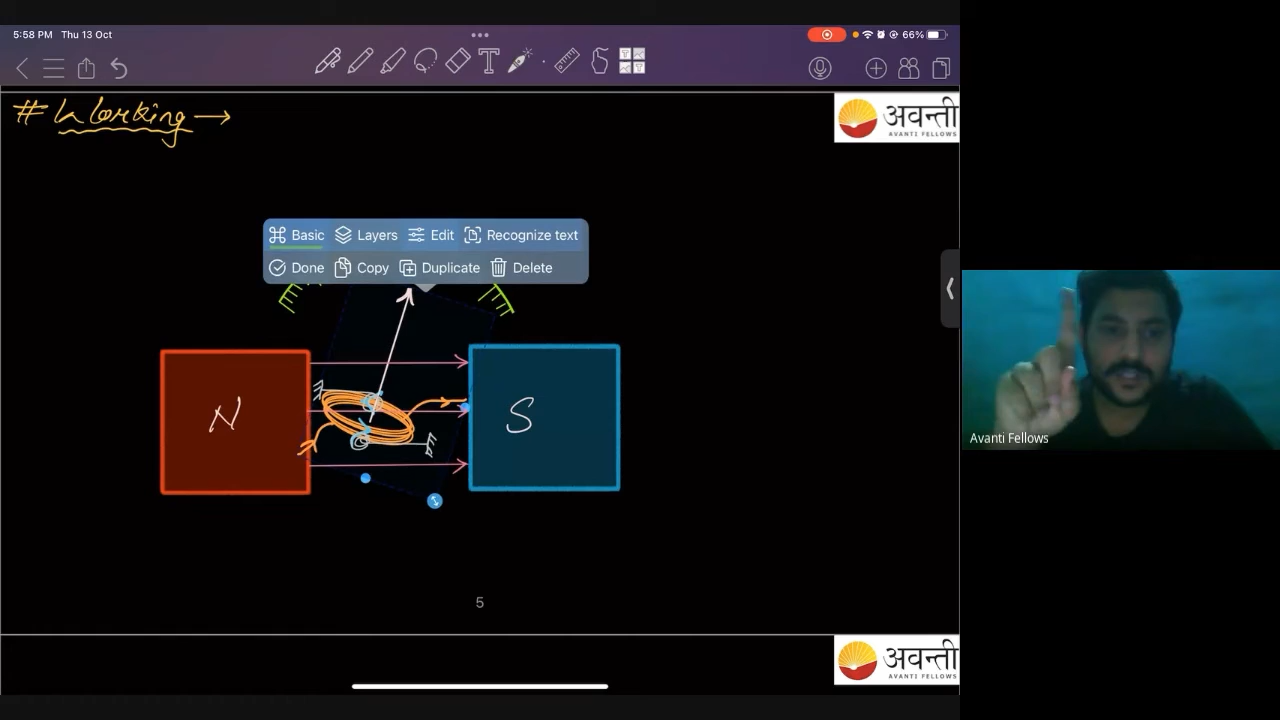 5:58 PM Thu 13 Oct
66%
# Working →
अवन्ती
AVANTI FELLOWS
Basic Layers Edit Recognize text
Done Copy Duplicate Delete
N
S
Avanti Fellows
5
अवन्ती
AVANTI FELLOWS